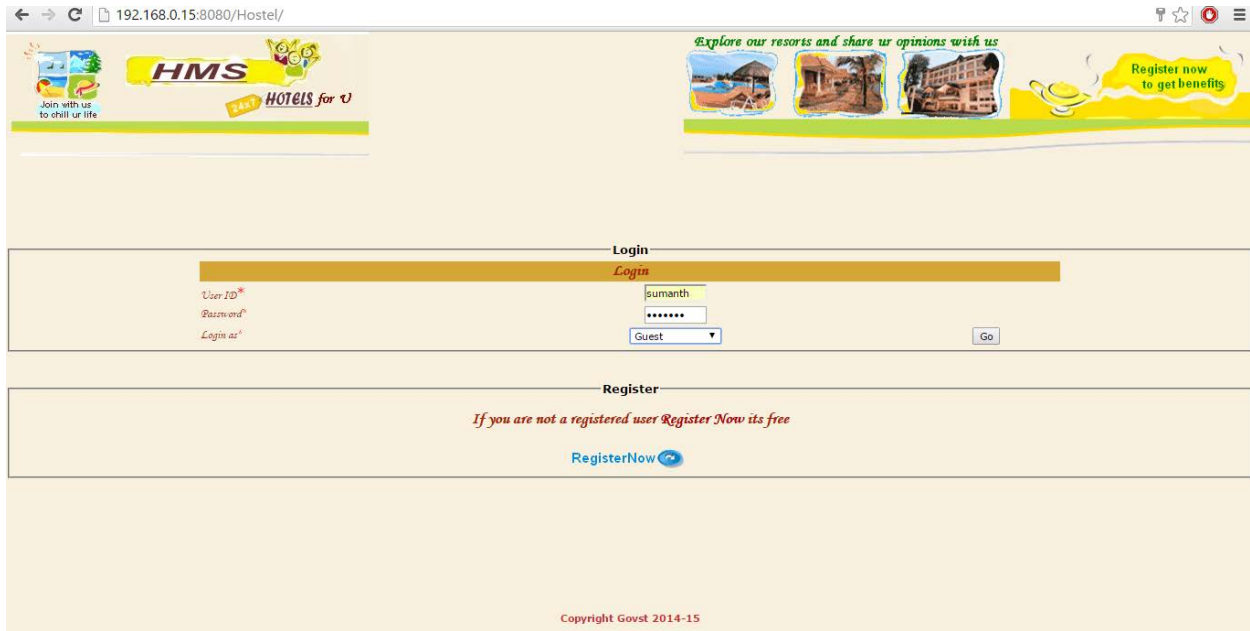 192.168.0.15:8080/Hostel/
HMS
24x7 HOTELS for U
Join with us
to chill ur life
Explore our resorts and share ur opinions with us
Register now
to get benefits
Login
Login
User ID*
sumanth
Password*
•••••••
Login as*
Guest
Go
Register
If you are not a registered user Register Now its free
RegisterNow
Copyright Govst 2014-15